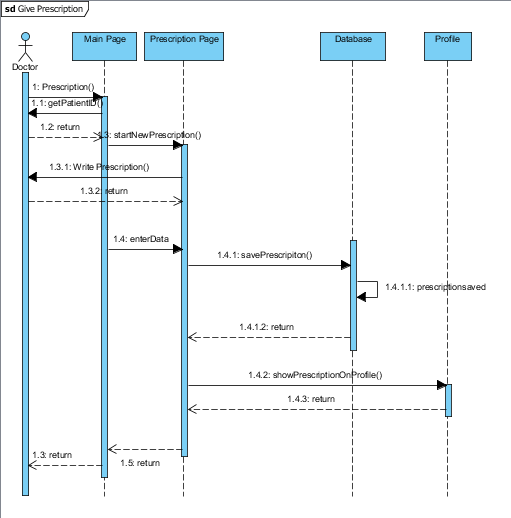 sd Give Prescription
Main Page
Prescription Page
Database
Profile
Doctor
1: Prescription()
1.1: getPatientID()
1.2: return
1.3: startNewPrescription()
1.3.1: Write Prescription()
1.3.2: return
1.4: enterData
1.4.1: savePrescripiton()
1.4.1.1: prescriptionsaved
1.4.1.2: return
1.4.2: showPrescriptionOnProfile()
1.4.3: return
1.3: return
1.5: return